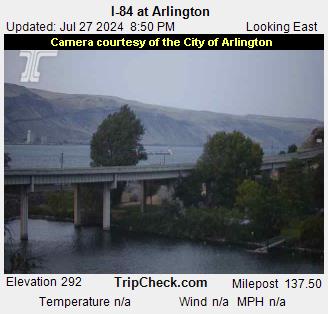 I-84 at Arlington
Updated: Jul 27 2024 8:50 PM Looking East
Camera courtesy of the City of Arlington
Elevation 292 TripCheck.com Milepost 137.50
Temperature n/a Wind n/a MPH n/a